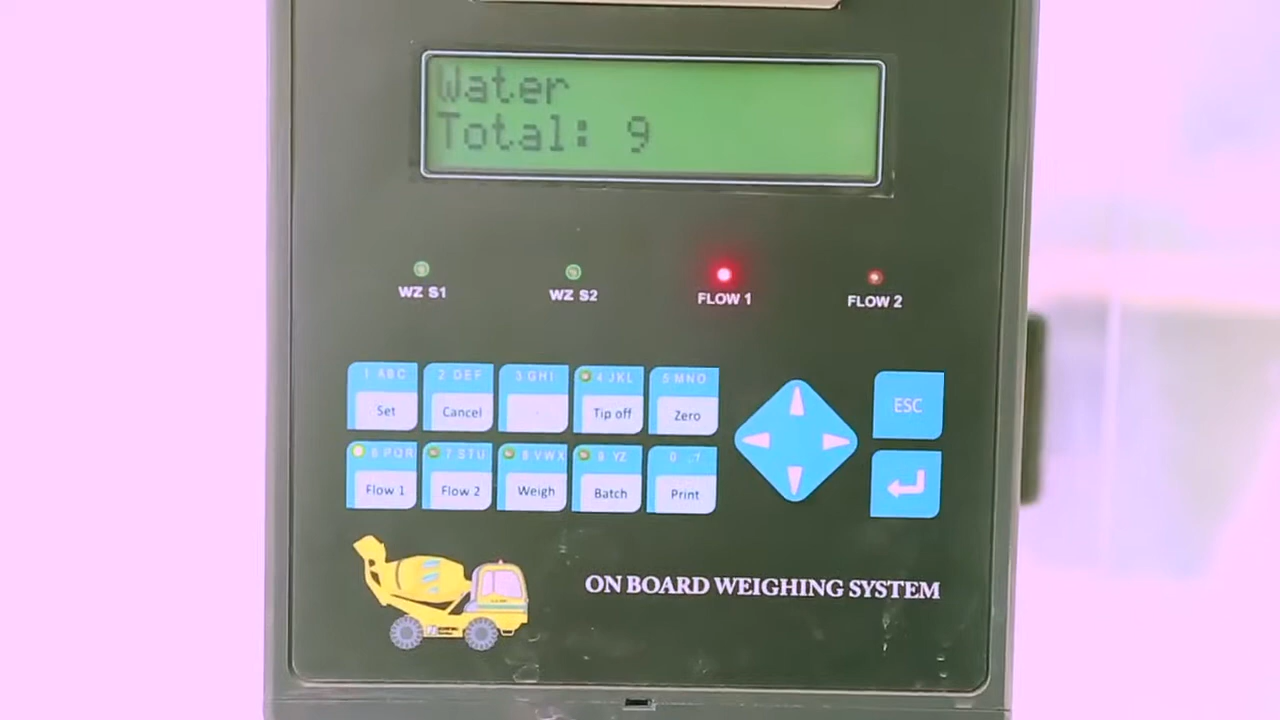 Water
Total: 9
WZ S1
WZ S2
FLOW 1
FLOW 2
1 ABC
2 DEF
3 GHI
4 JKL
5 MNO
Set
Cancel
Tip off
Zero
ESC
6 PQR
7 STU
8 VWX
9 YZ
0
Flow 1
Flow 2
Weigh
Batch
Print
ON BOARD WEIGHING SYSTEM